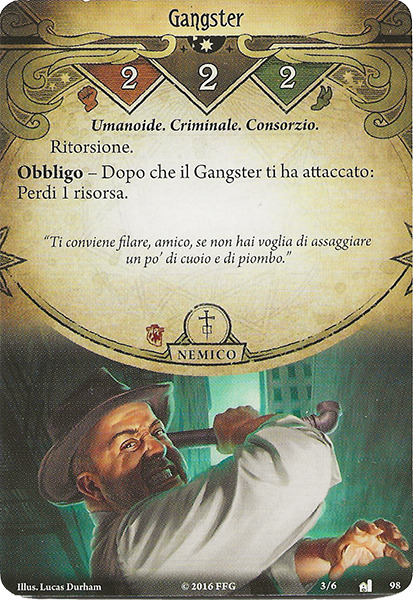 Gangster
2 2 2
Umanoide. Criminale. Consorzio.
Ritorsione.
Obbligo – Dopo che il Gangster ti ha attaccato:
Perdi 1 risorsa.
“Ti conviene filare, amico, se non hai voglia di assaggiare
un po’ di cuoio e di piombo.”
NEMICO
Illus. Lucas Durham © 2016 FFG 3/6 98